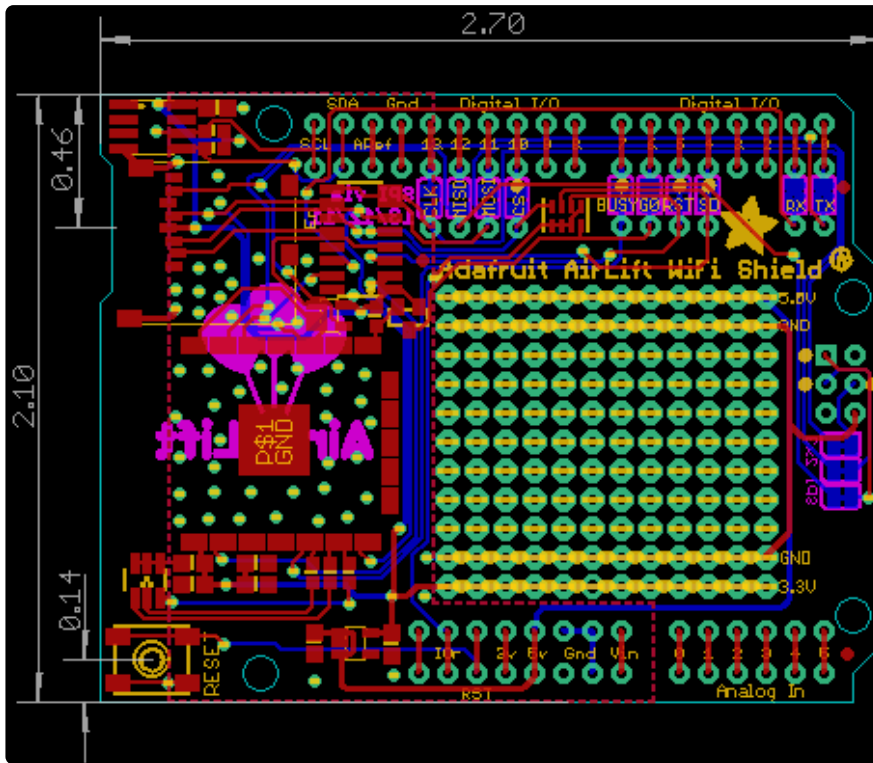 2.70
SDA Gnd Digital I/O Digital I/O
SCL ARef 13 12 11 10
0.46
2.10
0.14
CLK MISO MOSI CS
BUSY G0 RST SD
RX TX
Adafruit AirLift WiFi Shield
5.0V
GND
P$1
GND
AirLift
GND
3.3V
RESET
IOr 3v 5v Gnd Vin
0 1 2 3 4 5
RST
Analog In